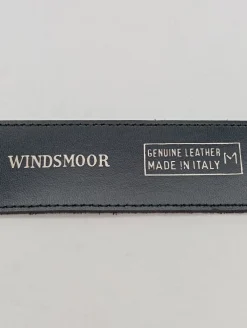 WINDSMOOR
GENUINE LEATHER
MADE IN ITALY
M